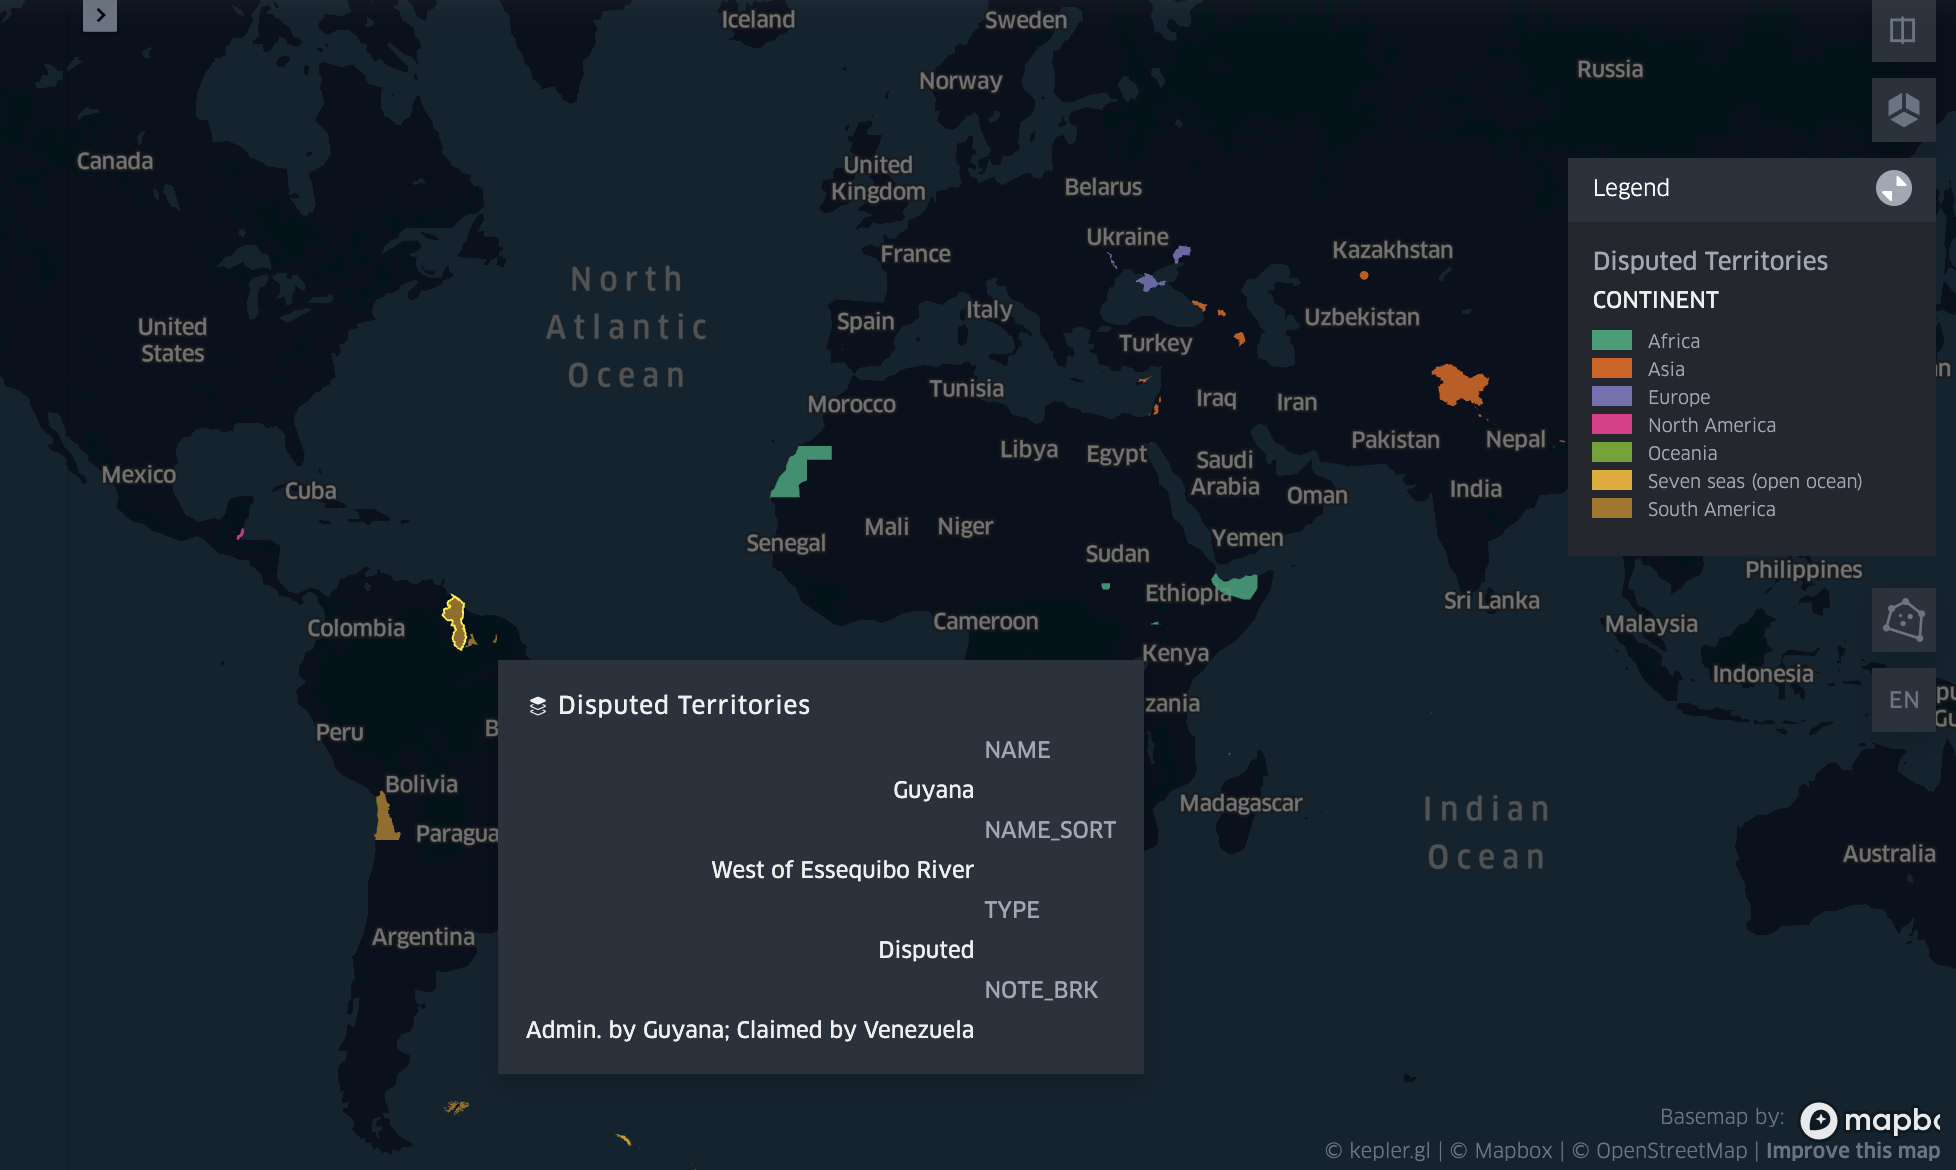 Iceland
Sweden
Norway
Russia
Canada
United
Kingdom
Belarus
Legend
Ukraine
Kazakhstan
France
Disputed Territories
CONTINENT
North
Atlantic
Ocean
United
States
Spain
Italy
Uzbekistan
Turkey
Africa
Asia
Europe
North America
Oceania
Seven seas (open ocean)
South America
Morocco
Tunisia
Iraq
Iran
Libya
Egypt
Pakistan
Nepal
Saudi
Arabia
Oman
India
Mexico
Cuba
Senegal
Mali
Niger
Sudan
Yemen
Ethiopia
Sri Lanka
Philippines
Colombia
Cameroon
Kenya
Malaysia
Indonesia
zania
EN
Peru
B
Bolivia
Paragua
Argentina
Madagascar
Indian
Ocean
Australia
Disputed Territories
NAME
Guyana
NAME_SORT
West of Essequibo River
TYPE
Disputed
NOTE_BRK
Admin. by Guyana; Claimed by Venezuela
Basemap by: mapbo
© kepler.gl | © Mapbox | © OpenStreetMap | Improve this map